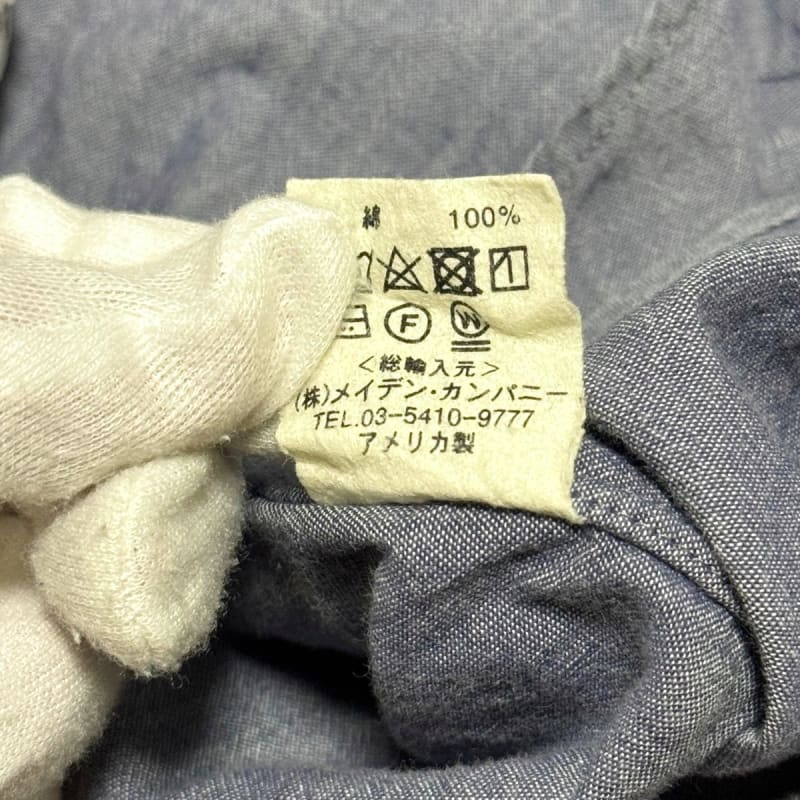 綿 100%
F W
<総輸入元>
(株)メイデン・カンパニー
TEL.03-5410-9777
アメリカ製